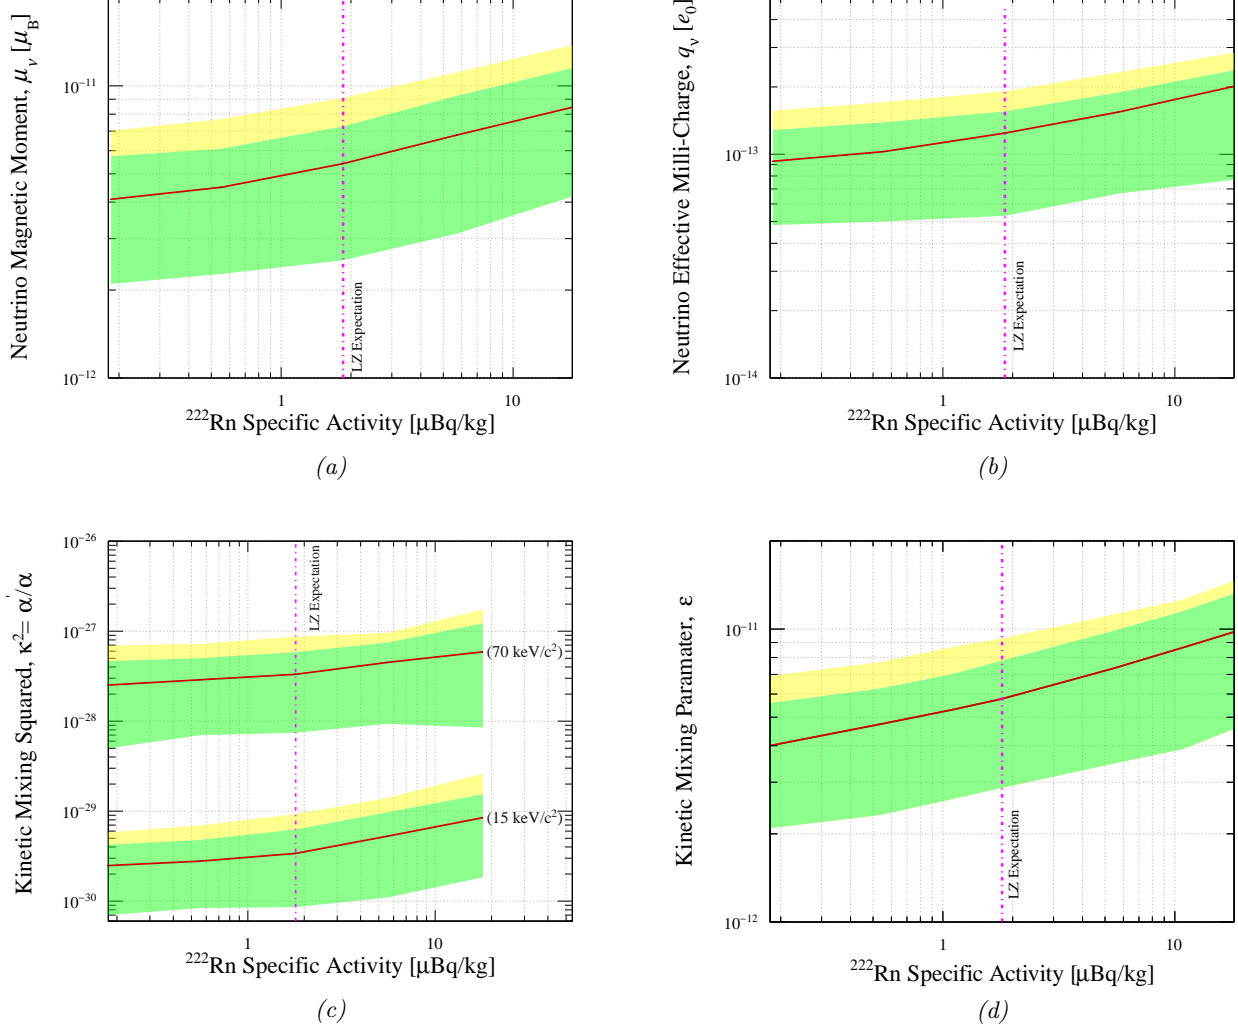 Neutrino Magnetic Moment, μ_ν [μ_B]
10⁻¹¹
10⁻¹²
LZ Expectation
1
10
²²²Rn Specific Activity [μBq/kg]
(a)
Neutrino Effective Milli-Charge, q_ν [e₀]
10⁻¹³
10⁻¹⁴
LZ Expectation
1
10
²²²Rn Specific Activity [μBq/kg]
(b)
Kinetic Mixing Squared, κ²= α'/α
10⁻²⁶
10⁻²⁷
10⁻²⁸
10⁻²⁹
10⁻³⁰
LZ Expectation
(70 keV/c²)
(15 keV/c²)
1
10
²²²Rn Specific Activity [μBq/kg]
(c)
Kinetic Mixing Paramater, ε
10⁻¹¹
10⁻¹²
LZ Expectation
1
10
²²²Rn Specific Activity [μBq/kg]
(d)